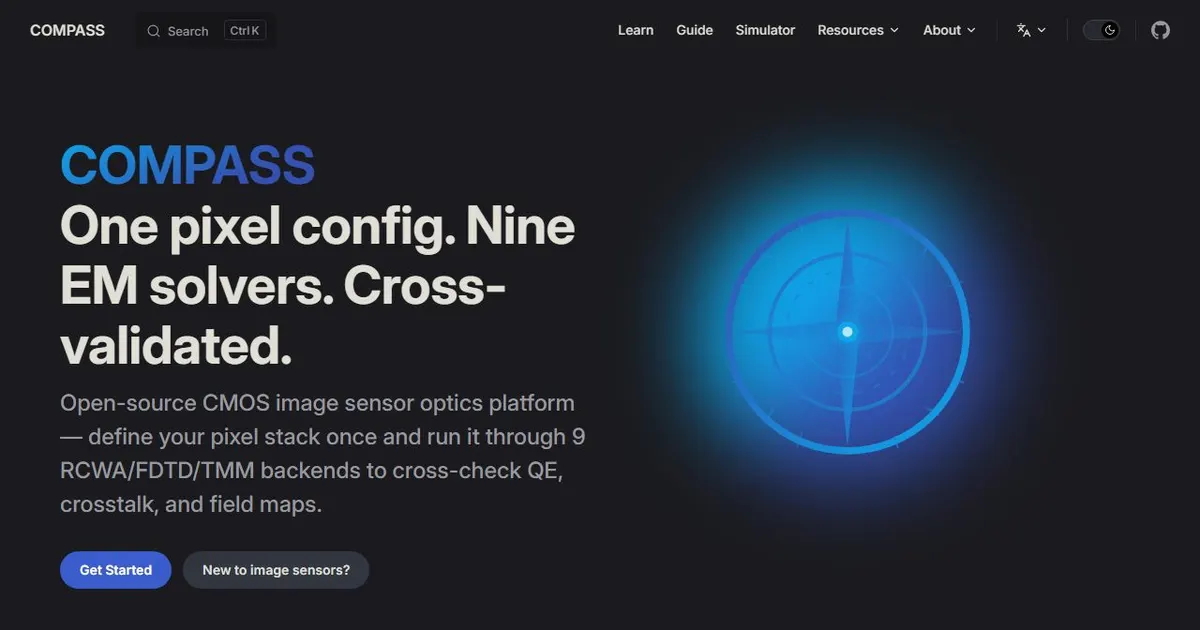 COMPASS
Search
Ctrl K
Learn
Guide
Simulator
Resources
About
COMPASS
One pixel config. Nine
EM solvers. Cross-
validated.
Open-source CMOS image sensor optics platform
— define your pixel stack once and run it through 9
RCWA/FDTD/TMM backends to cross-check QE,
crosstalk, and field maps.
Get Started
New to image sensors?